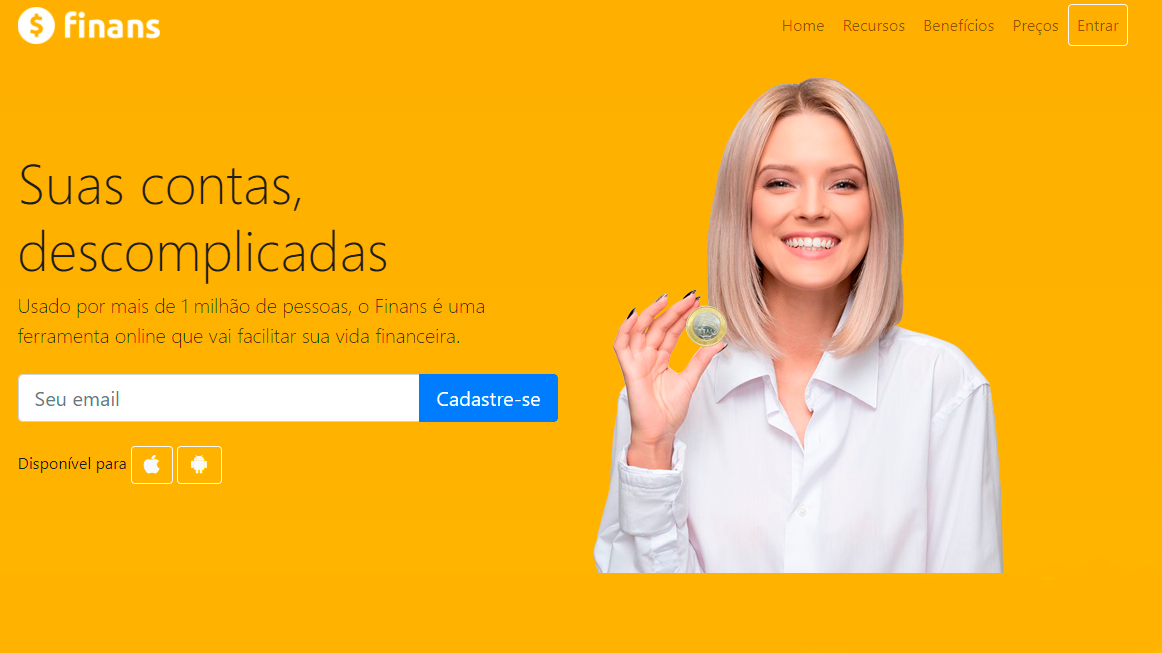 $ finans
Home Recursos Benefícios Preços Entrar
Suas contas,
descomplicadas
Usado por mais de 1 milhão de pessoas, o Finans é uma
ferramenta online que vai facilitar sua vida financeira.
Seu email Cadastre-se
Disponível para